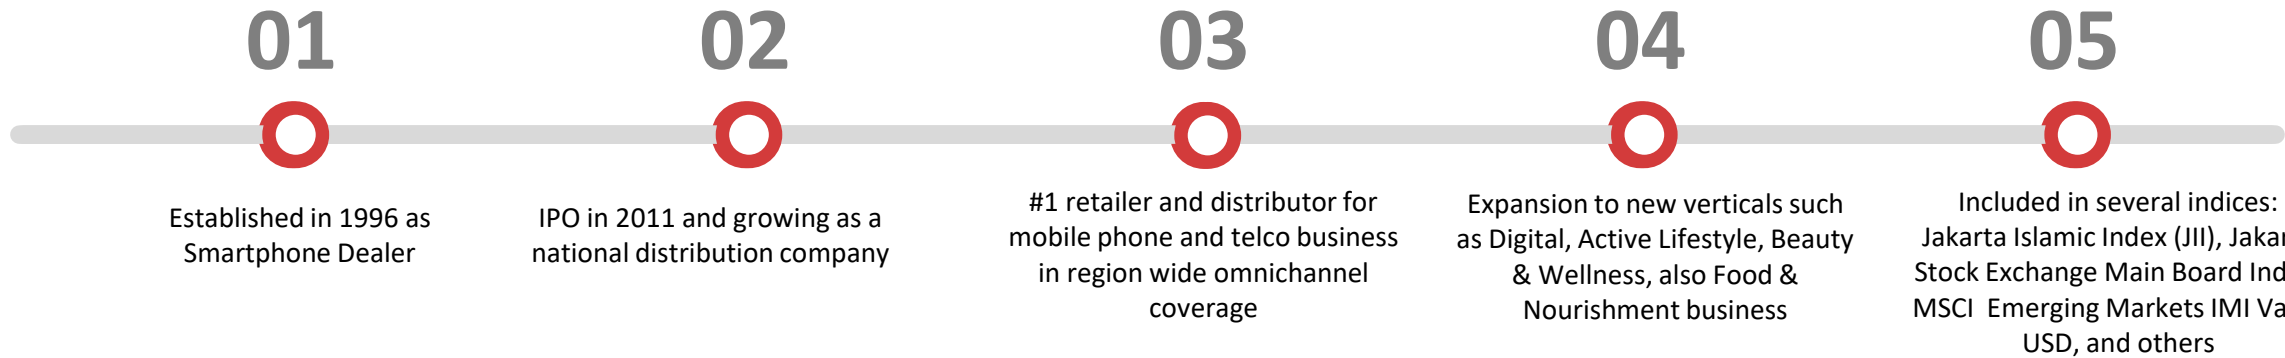 01
Established in 1996 as
Smartphone Dealer
02
IPO in 2011 and growing as a
national distribution company
03
#1 retailer and distributor for
mobile phone and telco business
in region wide omnichannel
coverage
04
Expansion to new verticals such
as Digital, Active Lifestyle, Beauty
& Wellness, also Food &
Nourishment business
05
Included in several indices:
Jakarta Islamic Index (JII),
Stock Exchange Main Board
MSCI Emerging Markets IMI
USD, and others